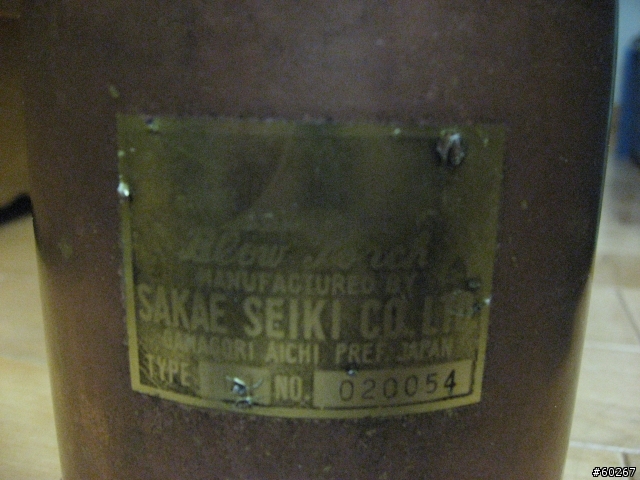 Blow Torch
MANUFACTURED BY
SAKAE SEIKI CO. LTD.
GAMAGORI AICHI PREF. JAPAN
TYPE NO. 020054
#60267